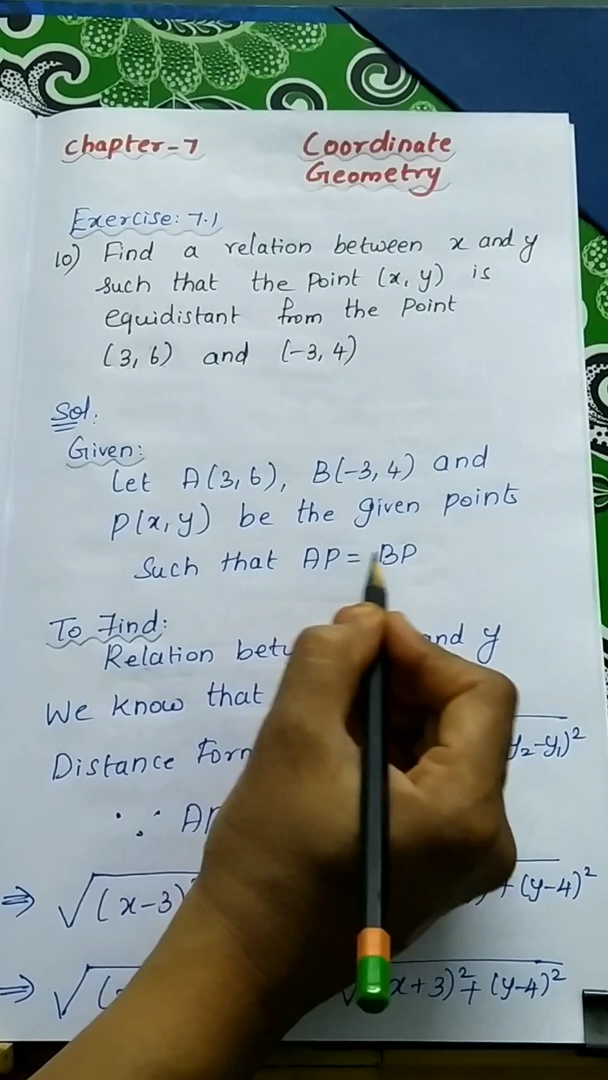 Chapter-7 Coordinate
Geometry
Exercise: 7.1
10) Find a relation between x and y
such that the point (x, y) is
equidistant from the point
(3, 6) and (-3, 4)
Sol.
Given:
Let A(3, 6), B(-3, 4) and
P(x, y) be the given points
Such that AP = BP
To Find:
Relation and y
We know that
Distance y₂-y₁)²
∵ AP
⇒ √(x-3) +(y-4)²
⇒ √( x+3)²+(y-4)²